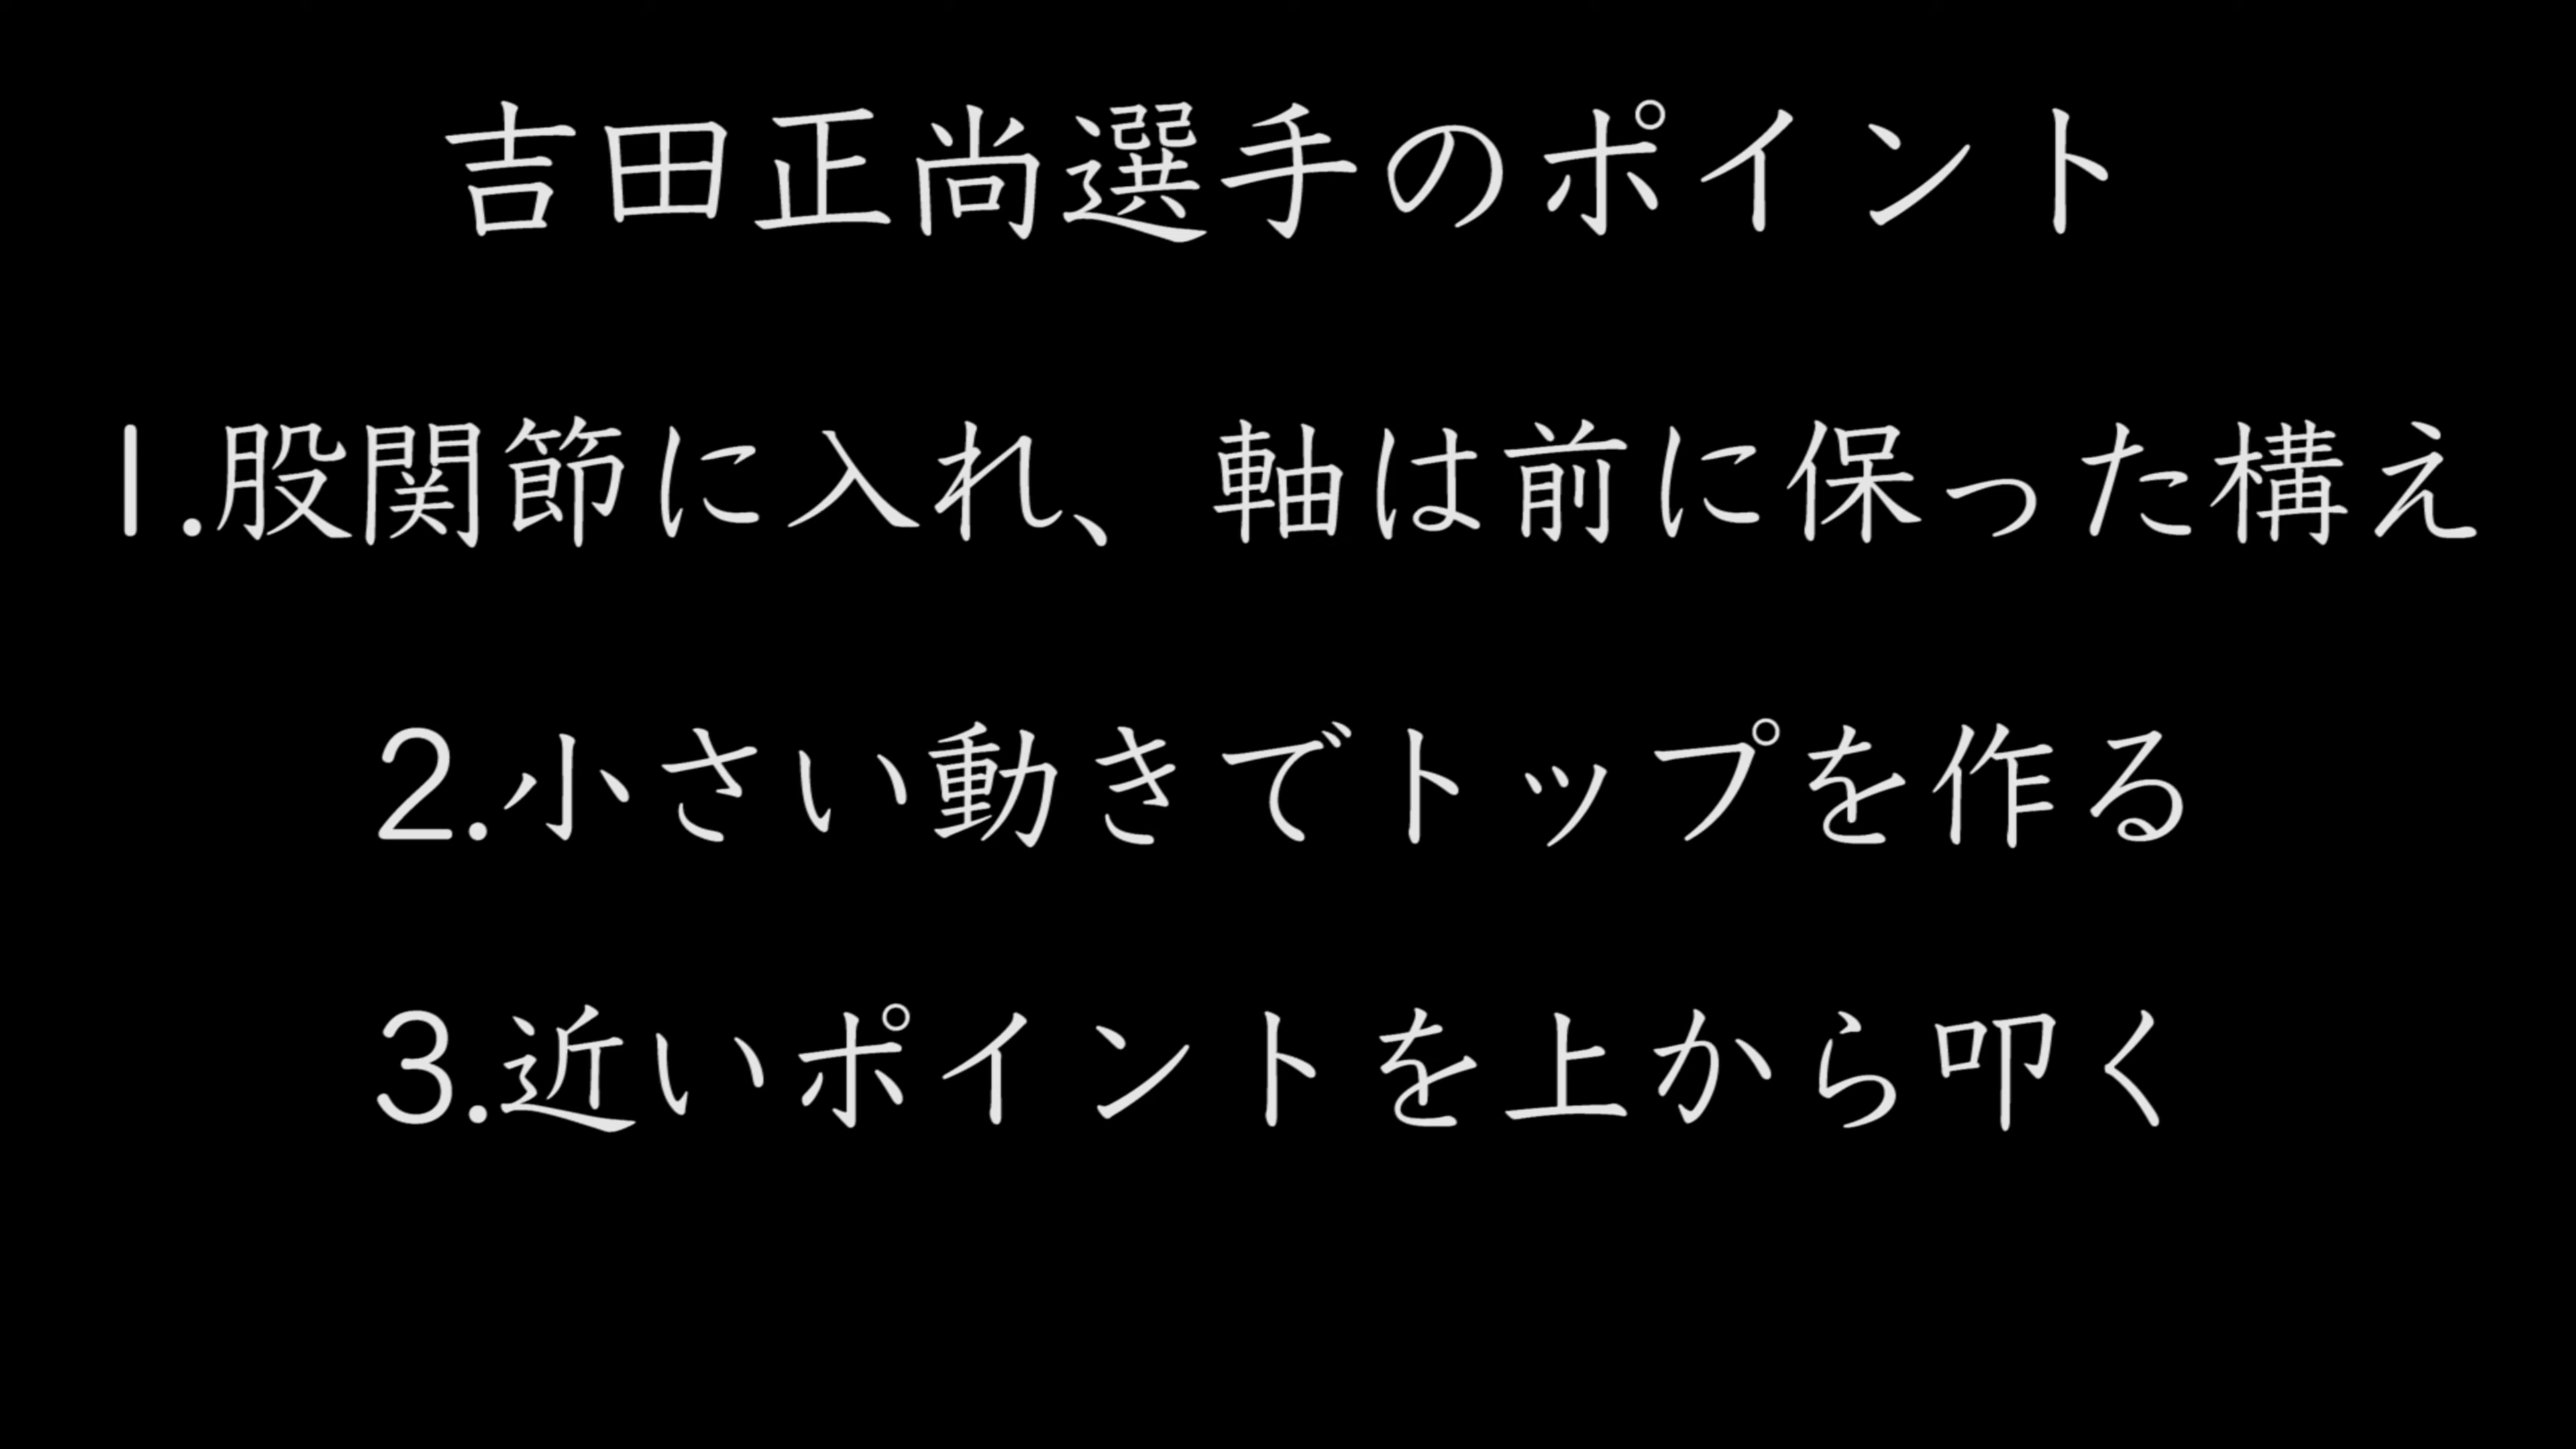 吉田正尚選手のポイント
1.股関節に入れ、軸は前に保った構え
2.小さい動きでトップを作る
3.近いポイントを上から叩く